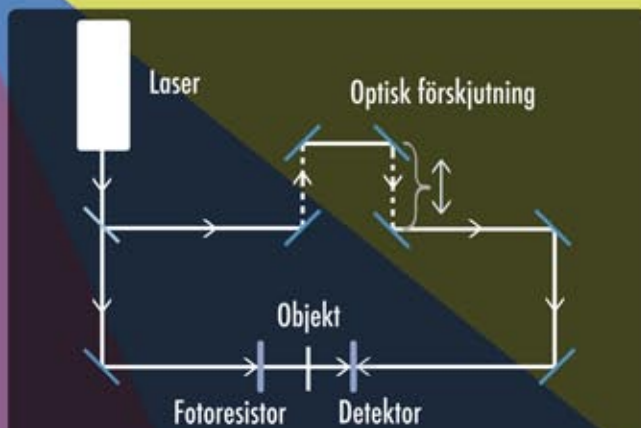 Laser
Optisk förskjutning
Objekt
Fotoresistor
Detektor